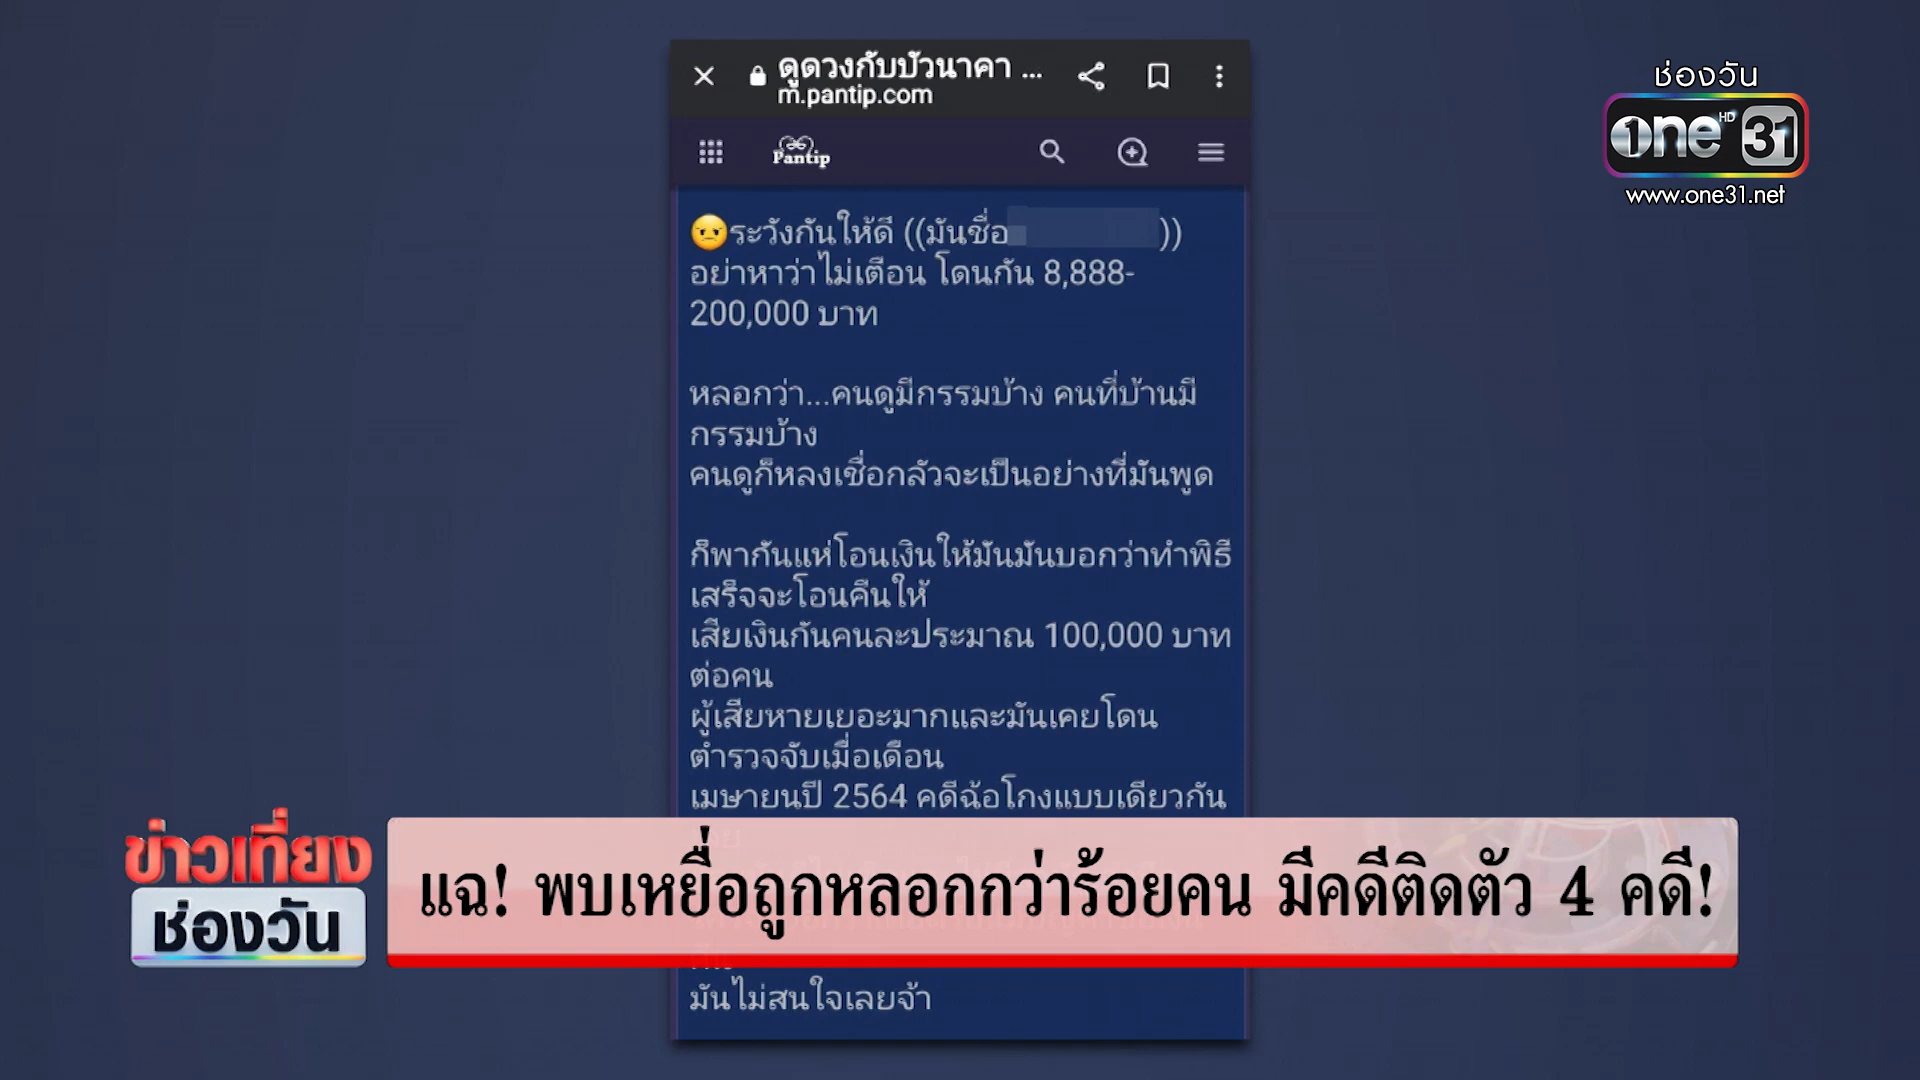 ดูดวงกับบัวนาคา ...
m.pantip.com
Pantip
ช่องวัน
one HD 31
www.one31.net
ระวังกันให้ดี ((มันชื่อ ))
อย่าหาว่าไม่เตือน โดนกัน 8,888-
200,000 บาท
หลอกว่า...คนดูมีกรรมบ้าง คนที่บ้านมี
กรรมบ้าง
คนดูก็หลงเชื่อกลัวจะเป็นอย่างที่มันพูด
ก็พากันแห่โอนเงินให้มันมันบอกว่าทำพิธี
เสร็จจะโอนคืนให้
เสียเงินกันคนละประมาณ 100,000 บาท
ต่อคน
ผู้เสียหายเยอะมากและมันเคยโดน
ตำรวจจับเมื่อเดือน
เมษายนปี 2564 คดีฉ้อโกงแบบเดียวกัน
ข่าวเที่ยง
ช่องวัน
แฉ! พบเหยื่อถูกหลอกกว่าร้อยคน มีคดีติดตัว 4 คดี!
มันไม่สนใจเลยจ้า